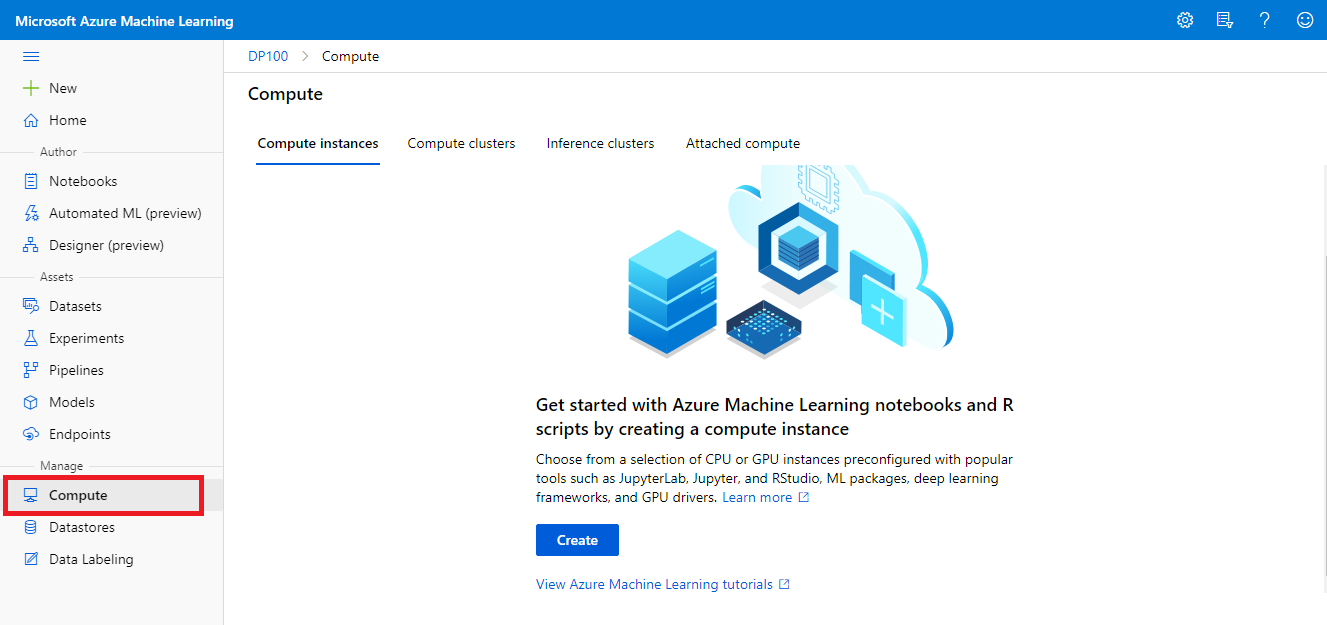 Microsoft Azure Machine Learning
DP100 > Compute
New
Home
Author
Notebooks
Automated ML (preview)
Designer (preview)
Assets
Datasets
Experiments
Pipelines
Models
Endpoints
Manage
Compute
Datastores
Data Labeling
Compute
Compute instances Compute clusters Inference clusters Attached compute
Get started with Azure Machine Learning notebooks and R
scripts by creating a compute instance
Choose from a selection of CPU or GPU instances preconfigured with popular
tools such as JupyterLab, Jupyter, and RStudio, ML packages, deep learning
frameworks, and GPU drivers. Learn more
Create
View Azure Machine Learning tutorials